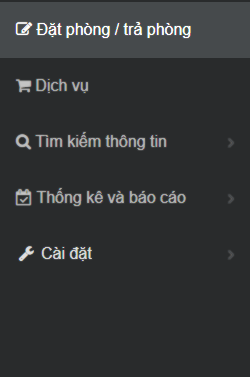 Đặt phòng / trả phòng
Dịch vụ
Tìm kiếm thông tin
Thống kê và báo cáo
Cài đặt